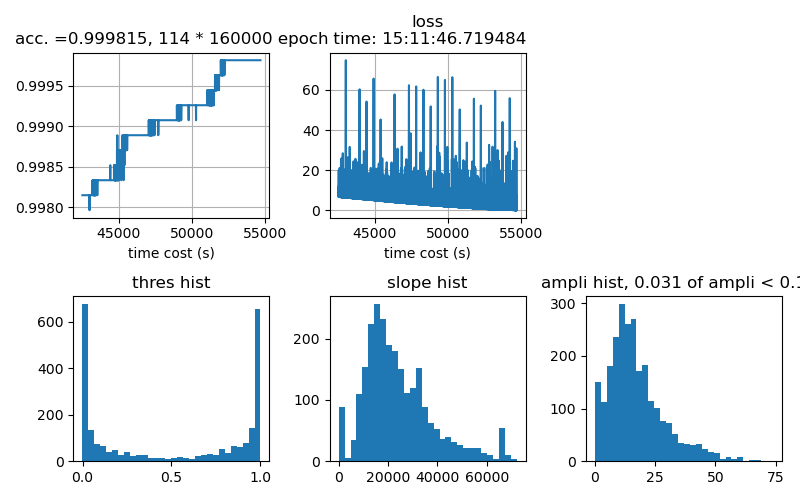 loss
acc. =0.999815, 114 * 160000 epoch time: 15:11:46.719484
0.9995
0.9990
0.9985
0.9980
45000 50000 55000
time cost (s)
60
40
20
0
45000 50000 55000
time cost (s)
thres hist
600
400
200
0
0.0 0.5 1.0
slope hist
200
100
0
0 20000 40000 60000
ampli hist, 0.031 of ampli < 0.1
300
200
100
0
0 25 50 75